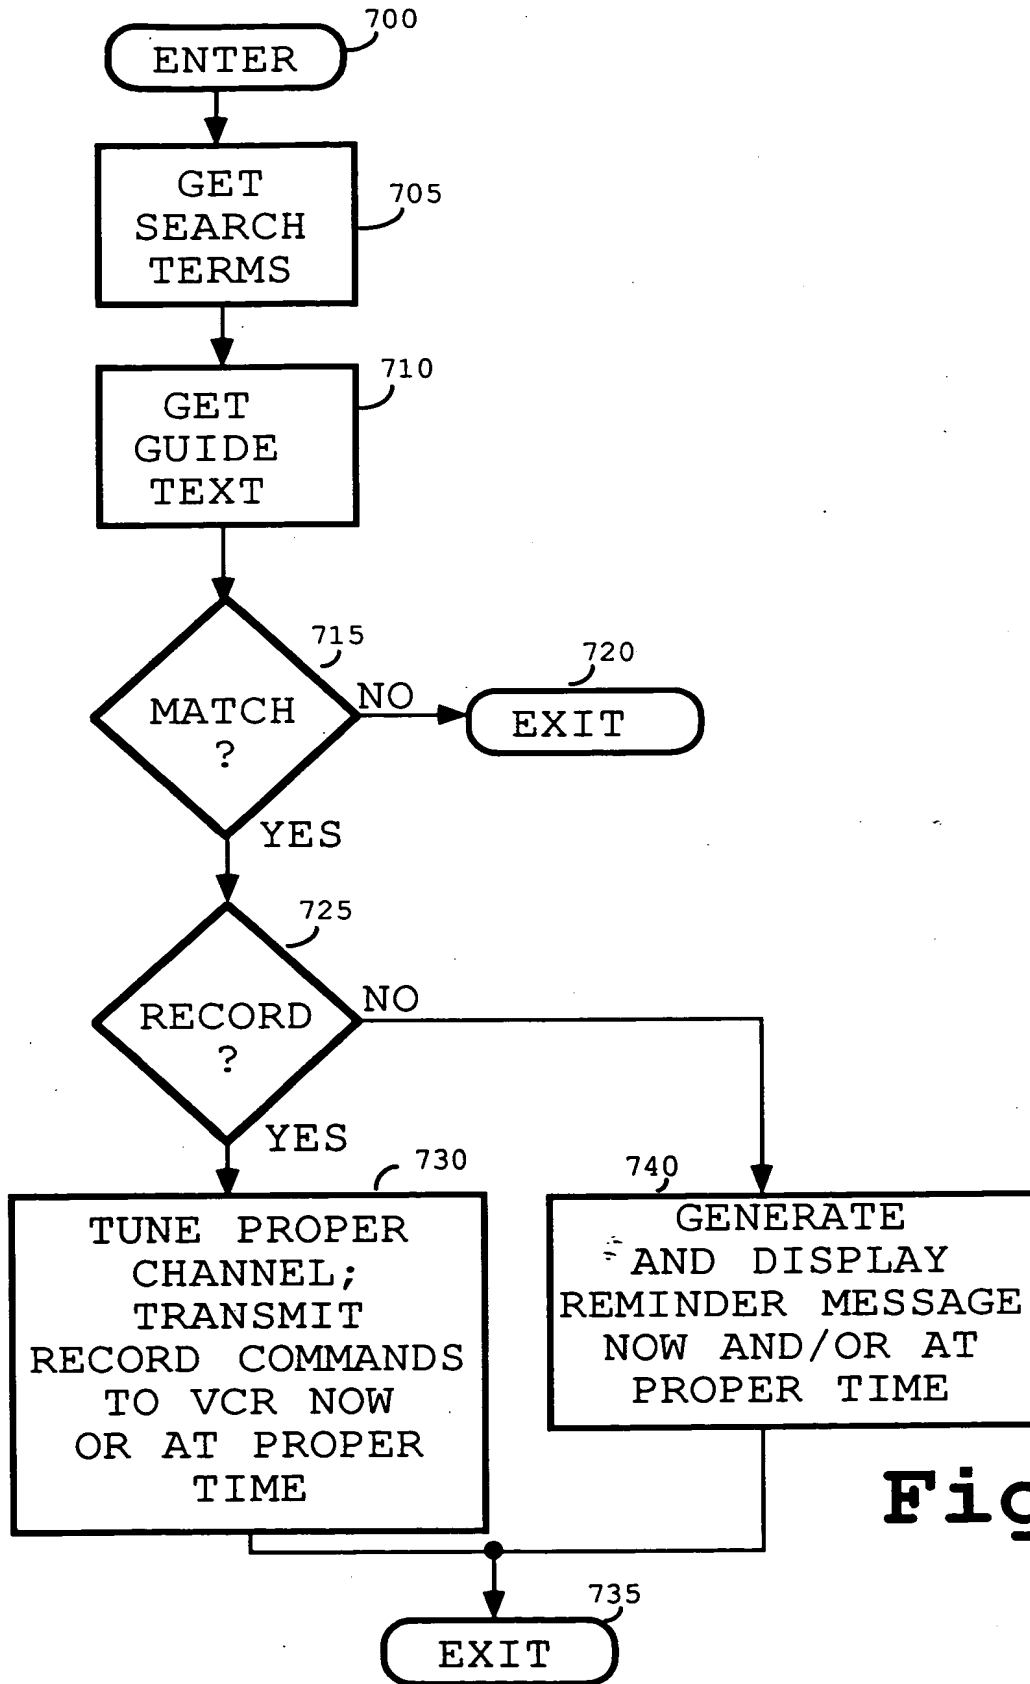 700
ENTER
705
GET
SEARCH
TERMS
710
GET
GUIDE
TEXT
715
MATCH
?
NO
720
EXIT
YES
725
RECORD
?
NO
YES
730
TUNE PROPER
CHANNEL;
TRANSMIT
RECORD COMMANDS
TO VCR NOW
OR AT PROPER
TIME
740
GENERATE
AND DISPLAY
REMINDER MESSAGE
NOW AND/OR AT
PROPER TIME
Fig
735
EXIT